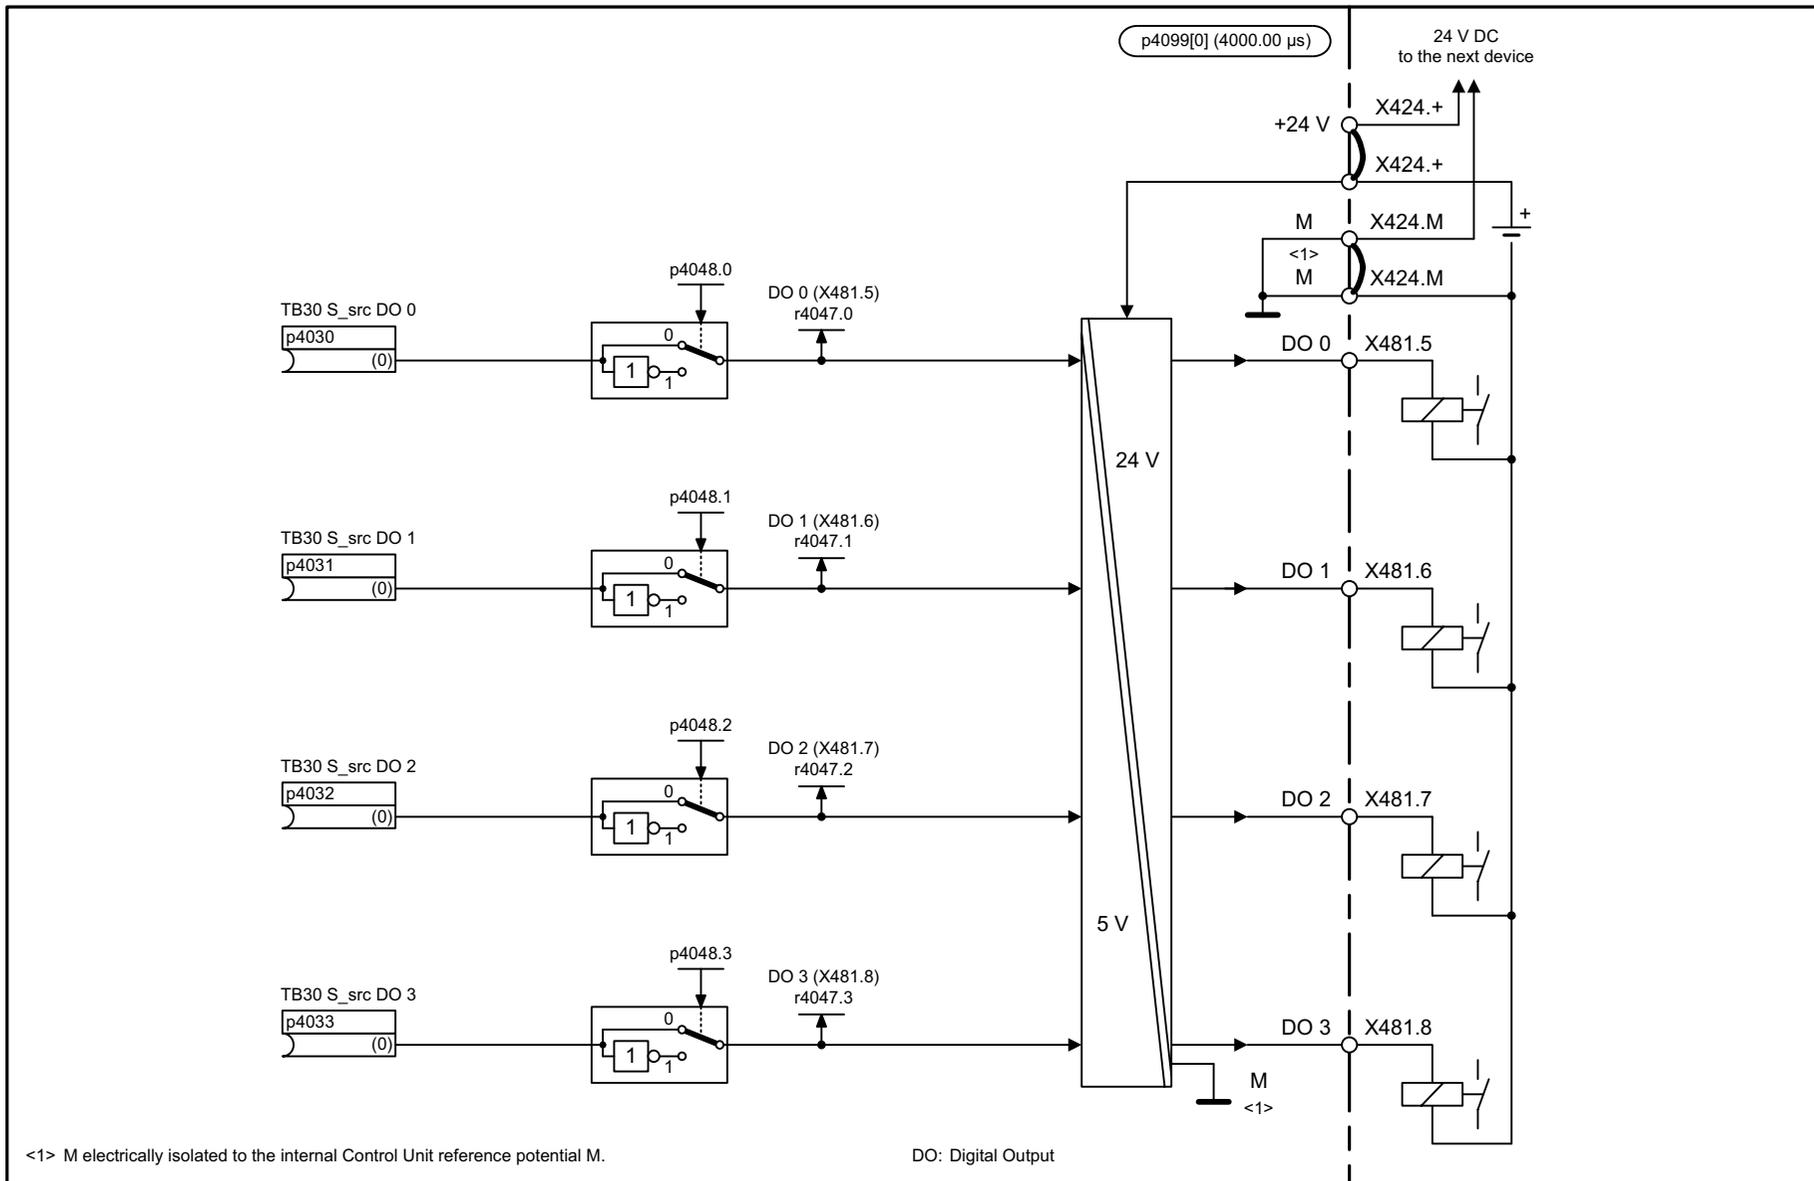 p4099[0] (4000.00 µs)
24 V DC
to the next device
X424.+
+24 V
X424.+
M
X424.M
<1>
M
X424.M
p4048.0
DO 0 (X481.5)
r4047.0
TB30 S_src DO 0
p4030
(0)
0
1
1
DO 0
X481.5
24 V
p4048.1
DO 1 (X481.6)
r4047.1
TB30 S_src DO 1
p4031
(0)
0
1
1
DO 1
X481.6
p4048.2
DO 2 (X481.7)
r4047.2
TB30 S_src DO 2
p4032
(0)
0
1
1
DO 2
X481.7
5 V
p4048.3
DO 3 (X481.8)
r4047.3
TB30 S_src DO 3
p4033
(0)
0
1
1
DO 3
X481.8
M
<1>
+
<1> M electrically isolated to the internal Control Unit reference potential M.
DO: Digital Output